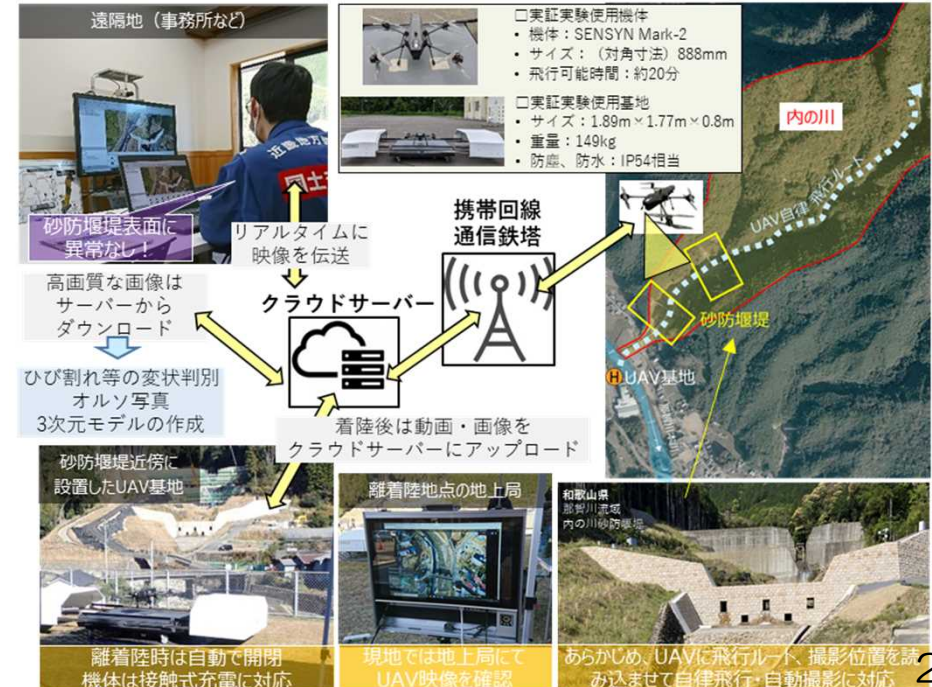 遠隔地（事務所など）
近畿地方
国土
砂防堰堤表面に
異常なし！
リアルタイムに
映像を伝送
高画質な画像は
サーバーから
ダウンロード
ひび割れ等の変状判別
オルソ写真
3次元モデルの作成
クラウドサーバー
携帯回線
通信鉄塔
着陸後は動画・画像を
クラウドサーバーにアップロード
□実証実験使用機体
• 機体：SENSYN Mark-2
• サイズ：（対角寸法）888mm
• 飛行可能時間：約20分
□実証実験使用基地
• サイズ：1.89m×1.77m×0.8m
• 重量：149kg
• 防塵、防水：IP54相当
内の川
UAV自律 飛行ルート
砂防堰堤
H UAV基地
砂防堰堤近傍に
設置したUAV基地
離着陸時は自動で開閉
機体は接触式充電に対応
離着陸地点の地上局
現地では地上局にて
UAV映像を確認
和歌山県
那智川流域
内の川砂防堰堤
あらかじめ、UAVに飛行ルート、撮影位置を読
み込ませて自律飛行・自動撮影に対応
2